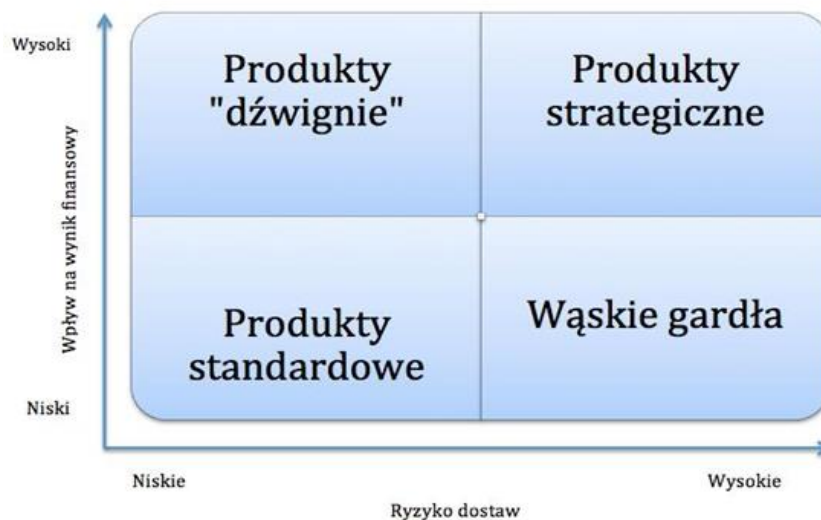 Wysoki
Produkty
"dźwignie"
Produkty
strategiczne
Wpływ na wynik finansowy
Produkty
standardowe
Wąskie gardła
Niski
Niskie
Wysokie
Ryzyko dostaw